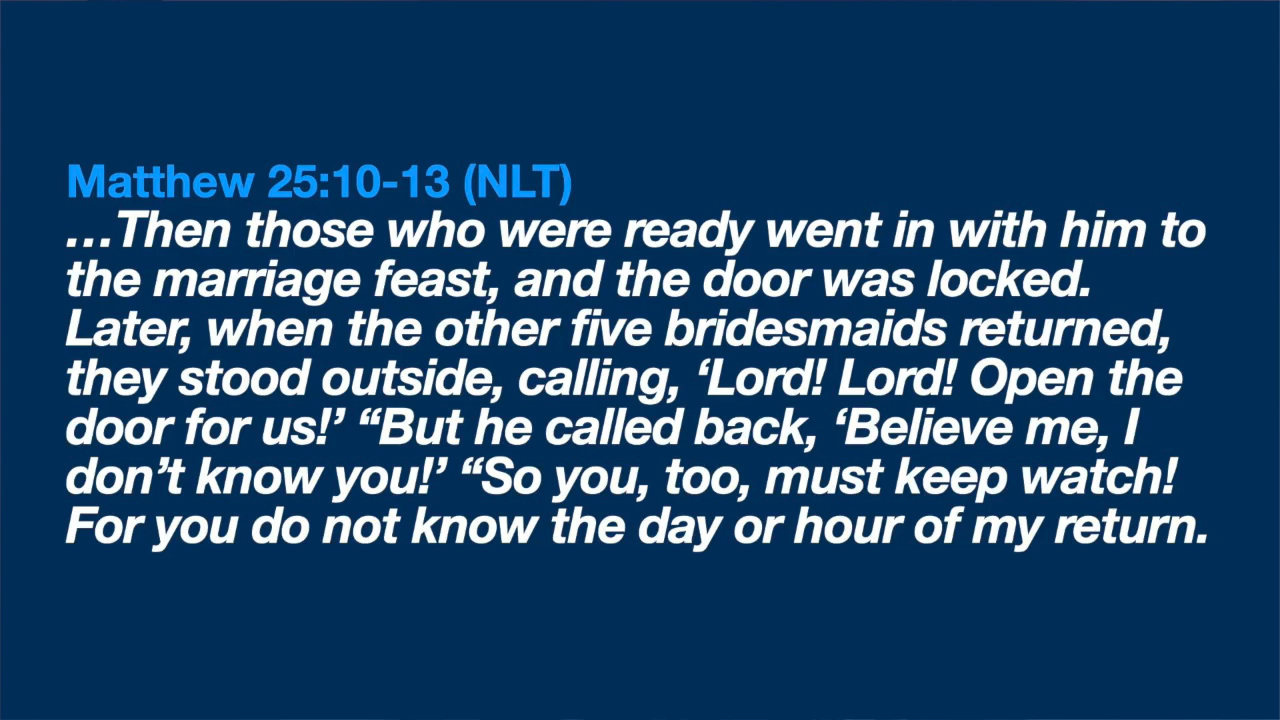 Matthew 25:10-13 (NLT)
…Then those who were ready went in with him to
the marriage feast, and the door was locked.
Later, when the other five bridesmaids returned,
they stood outside, calling, ‘Lord! Lord! Open the
door for us!’ “But he called back, ‘Believe me, I
don’t know you!’ “So you, too, must keep watch!
For you do not know the day or hour of my return.